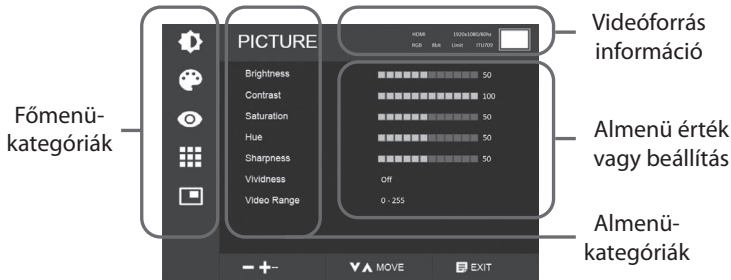 Főmenü-
kategóriák
PICTURE
HDMI 1920x1080/60hz
RGB 8bit Limit ITU709
Brightness 50
Contrast 100
Saturation 50
Hue 50
Sharpness 50
Vividness Off
Video Range 0 - 255
MOVE
EXIT
Videóforrás
információ
Almenü érték
vagy beállítás
Almenü-
kategóriák